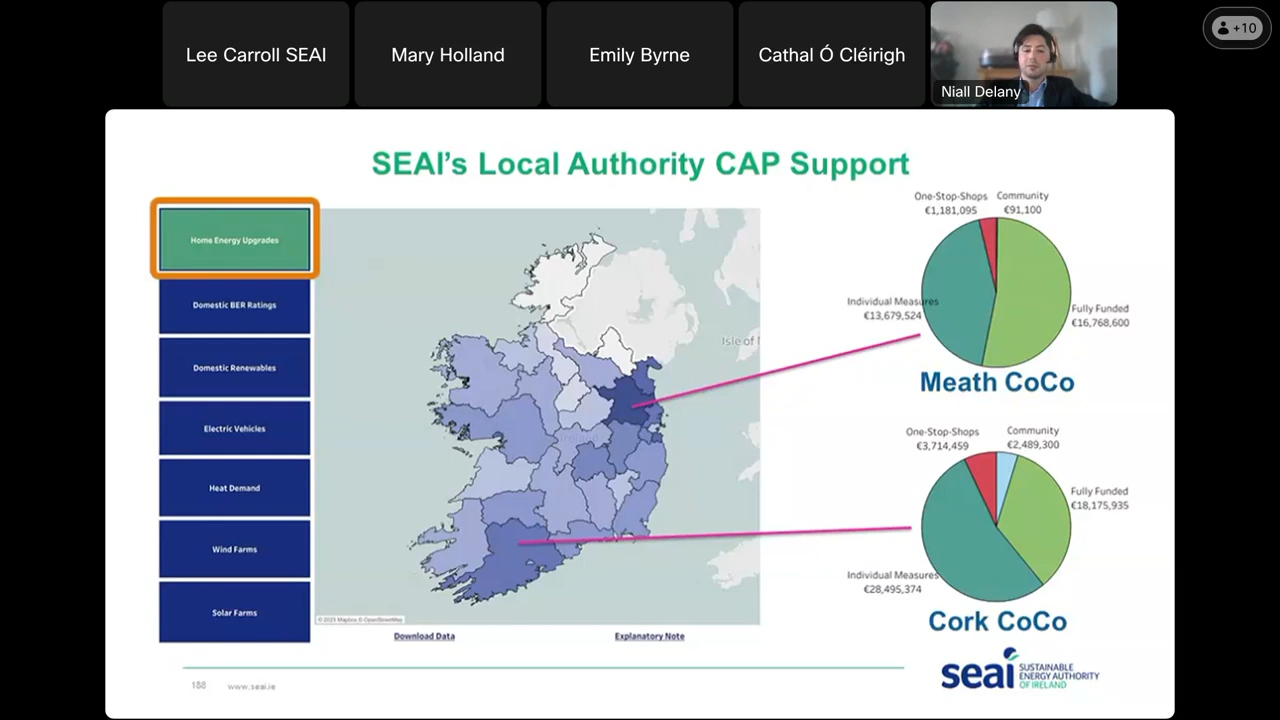 Lee Carroll SEAI
Mary Holland
Emily Byrne
Cathal Ó Cléirigh
Niall Delany
+10
SEAI's Local Authority CAP Support
Home Energy Upgrades
Domestic BER Ratings
Domestic Renewables
Electric Vehicles
Heat Demand
Wind Farms
Solar Farms
Isle of
Ireland
© 2023 Mapbox © OpenStreetMap
Download Data
Explanatory Note
One-Stop-Shops
€1,181,095
Community
€91,100
Individual Measures
€13,679,524
Fully Funded
€16,768,600
Meath CoCo
One-Stop-Shops
€3,714,459
Community
€2,489,300
Fully Funded
€18,175,935
Individual Measures
€28,495,374
Cork CoCo
188
www.seai.ie
seai
SUSTAINABLE
ENERGY AUTHORITY
OF IRELAND